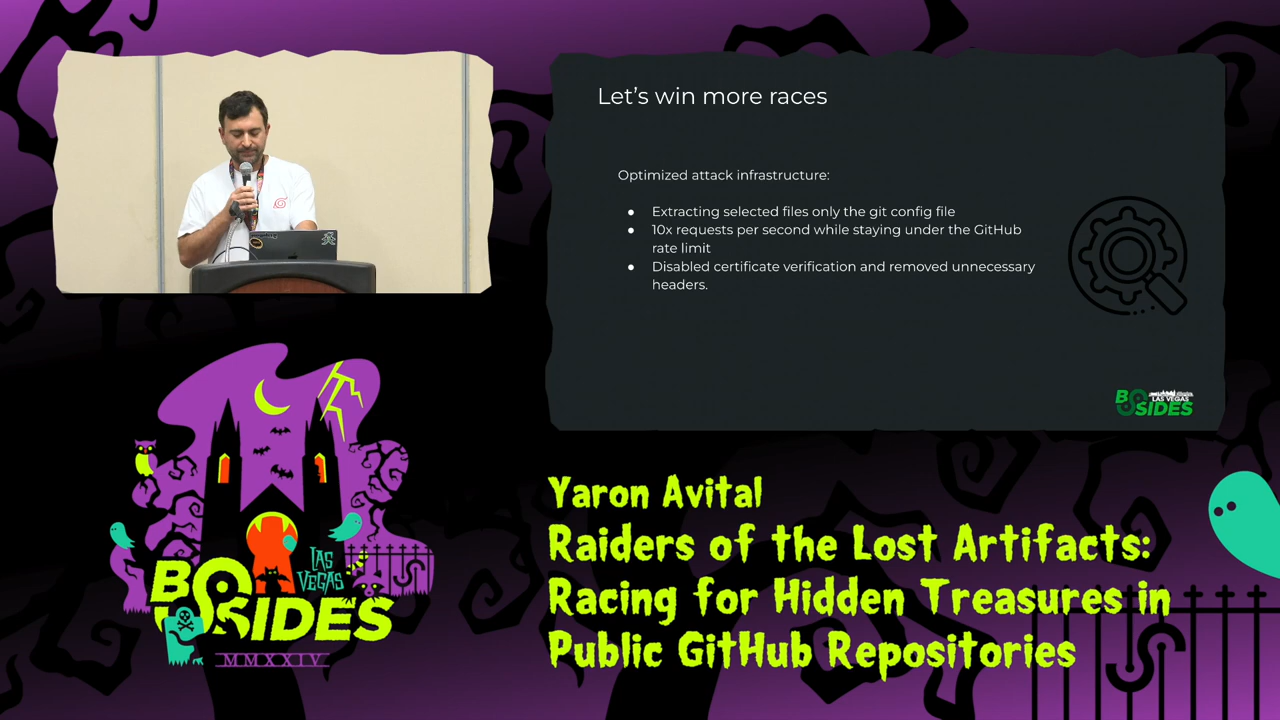 Let's win more races
Optimized attack infrastructure:
● Extracting selected files only the git config file
● 10x requests per second while staying under the GitHub
rate limit
● Disabled certificate verification and removed unnecessary
headers.
BSIDES
LAS VEGAS
Yaron Avital
Raiders of the Lost Artifacts:
Racing for Hidden Treasures in
Public GitHub Repositories
LAS
VEGAS
BSIDES
MMXXIV